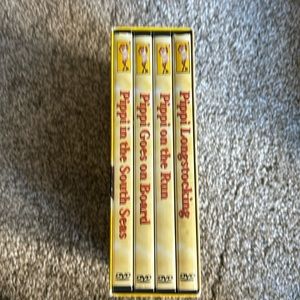 Pippi in the South Seas
Pippi Goes on Board
Pippi on the Run
Pippi Longstocking
DVD
DVD
DVD
DVD